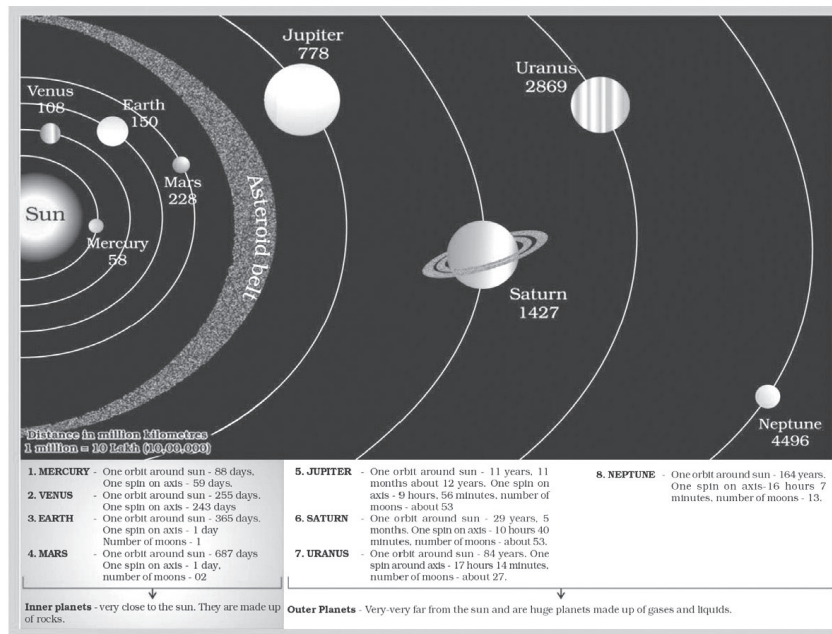 Jupiter
778
Uranus
2869
Venus
108
Earth
150
Mars
228
Asteroid belt
Sun
Mercury
58
Saturn
1427
Neptune
4496
Distance in million kilometres
1 million = 10 Lakh (10,00,000)
1. MERCURY - One orbit around sun - 88 days,
One spin on axis - 59 days.
2. VENUS - One orbit around sun - 255 days.
One spin on axis - 243 days
3. EARTH - One orbit around sun - 365 days.
One spin on axis - 1 day
Number of moons - 1
4. MARS - One orbit around sun - 687 days
One spin on axis - 1 day,
number of moons - 02
5. JUPITER - One orbit around sun - 11 years, 11
months about 12 years. One spin on
axis - 9 hours, 56 minutes, number of
moons - about 53
6. SATURN - One orbit around sun - 29 years, 5
months. One spin on axis - 10 hours 40
minutes, number of moons - about 53.
7. URANUS - One orbit around sun - 84 years. One
spin around axis - 17 hours 14 minutes,
number of moons - about 27.
8. NEPTUNE - One orbit around sun - 164 years.
One spin on axis-16 hours 7
minutes, number of moons - 13.
Inner planets - very close to the sun. They are made up
of rocks.
Outer Planets - Very-very far from the sun and are huge planets made up of gases and liquids.